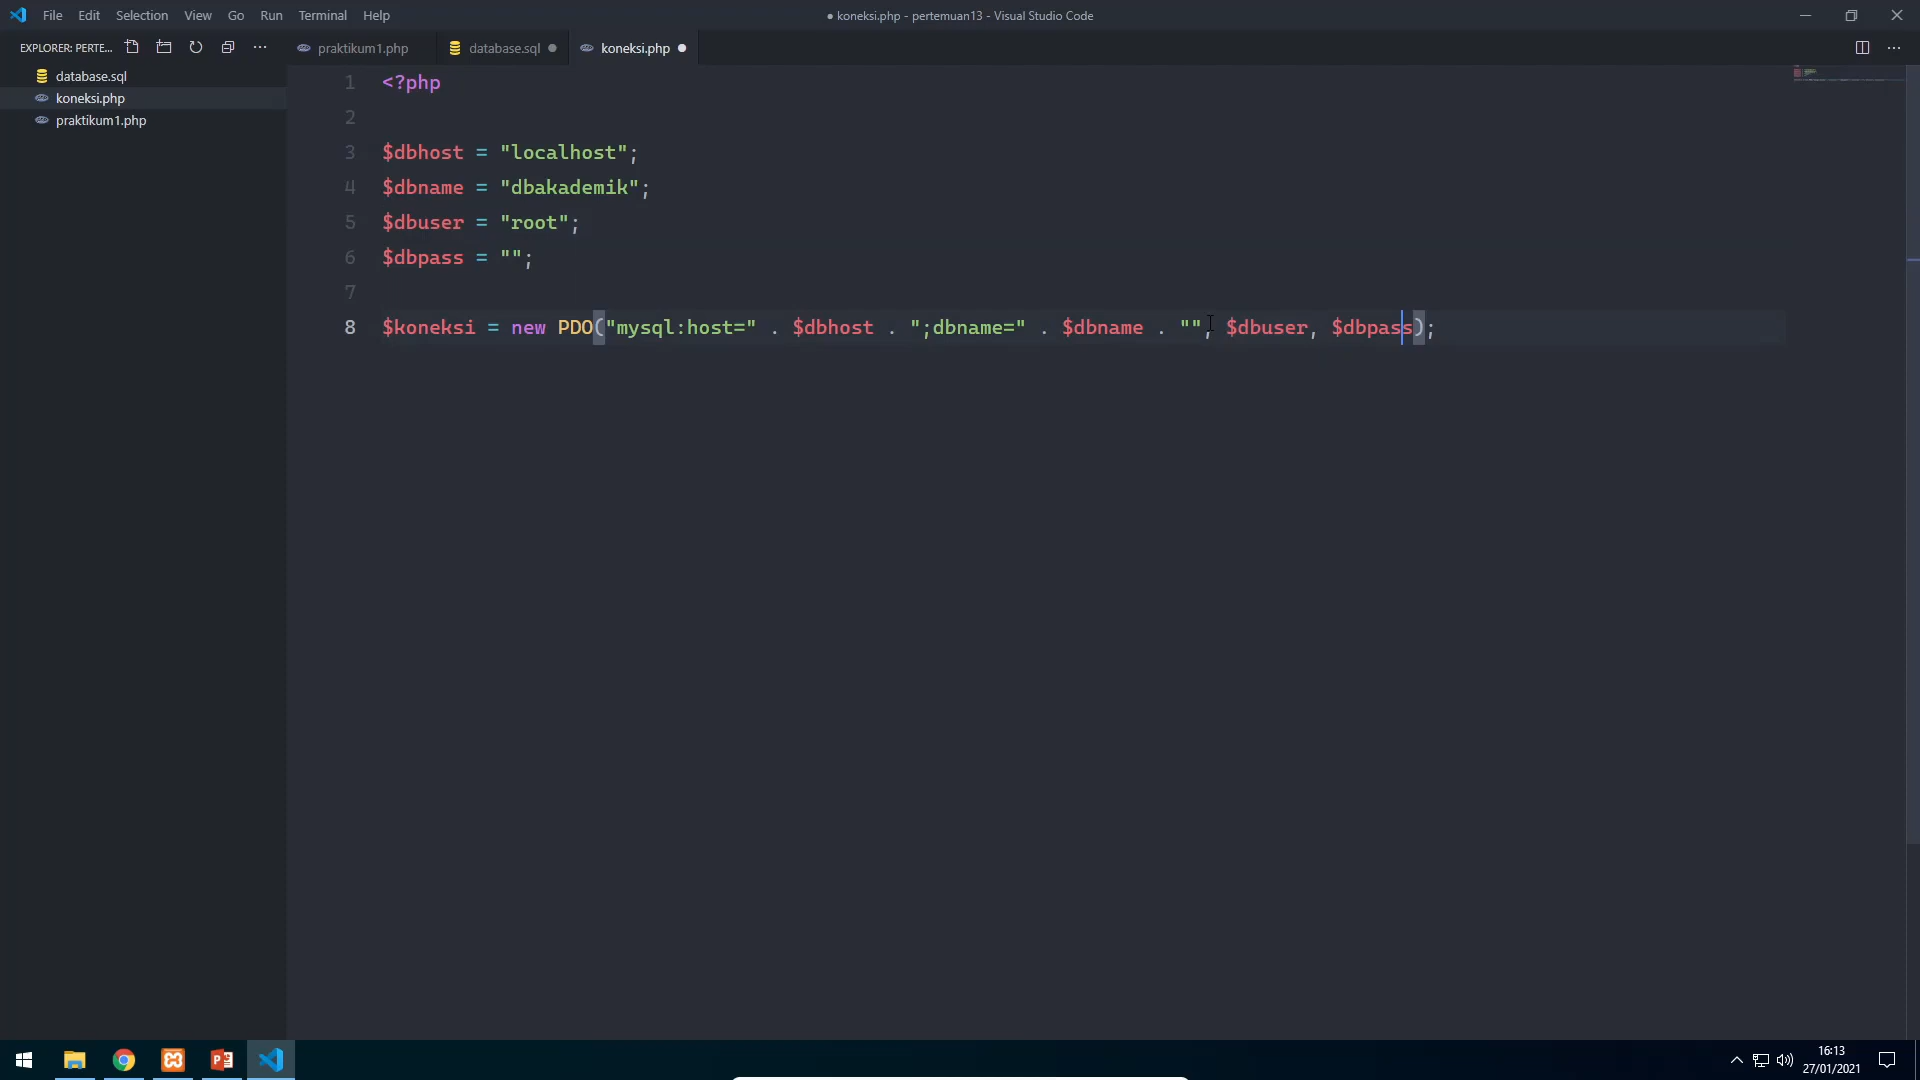 File Edit Selection View Go Run Terminal Help
● koneksi.php - pertemuan13 - Visual Studio Code
EXPLORER: PERTE...
praktikum1.php
database.sql
koneksi.php
database.sql
koneksi.php
praktikum1.php
1 <?php
2
3 $dbhost = "localhost";
4 $dbname = "dbakademik";
5 $dbuser = "root";
6 $dbpass = "";
7
8 $koneksi = new PDO("mysql:host=" . $dbhost . ";dbname=" . $dbname . "", $dbuser, $dbpass);
16:13
27/01/2021